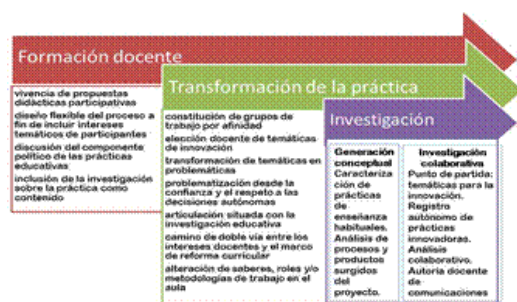 Formación docente
vivencia de propuestas
didácticas participativas
diseño flexible del proceso a
fin de incluir intereses
temáticos de participantes
discusión del componente
político de las prácticas
educativas
inclusión de la investigación
sobre la práctica como
contenido
Transformación de la práctica
constitución de grupos de
trabajo por afinidad
elección docente de temáticas
de innovación
transformación de temáticas en
problemáticas
problematización desde la
confianza y el respeto a las
decisiones autónomas
articulación situada con la
investigación educativa
camino de doble vía entre los
intereses docentes y el marco
de reforma curricular
alteración de saberes, roles y/o
metodologías de trabajo en el
aula
Investigación
Generación
conceptual
Caracteriza
ción de
prácticas
de
enseñanza
habituales.
Análisis de
procesos y
productos
surgidos
del
proyecto.
Investigación
colaborativa
Punto de partida:
temáticas para la
innovación.
Registro
autónomo de
prácticas
innovadoras.
Análisis
colaborativo.
Autoría docente
de
comunicaciones